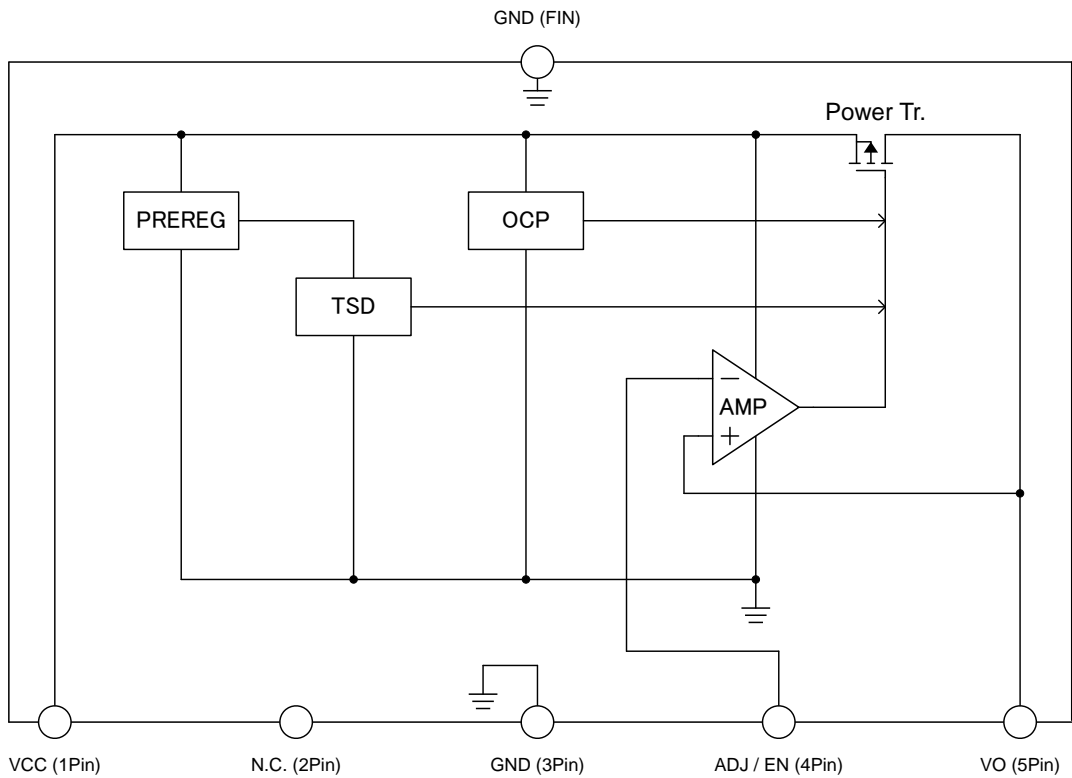 GND (FIN)
Power Tr.
PREREG
OCP
TSD
−
AMP
+
VCC (1Pin)
N.C. (2Pin)
GND (3Pin)
ADJ / EN (4Pin)
VO (5Pin)